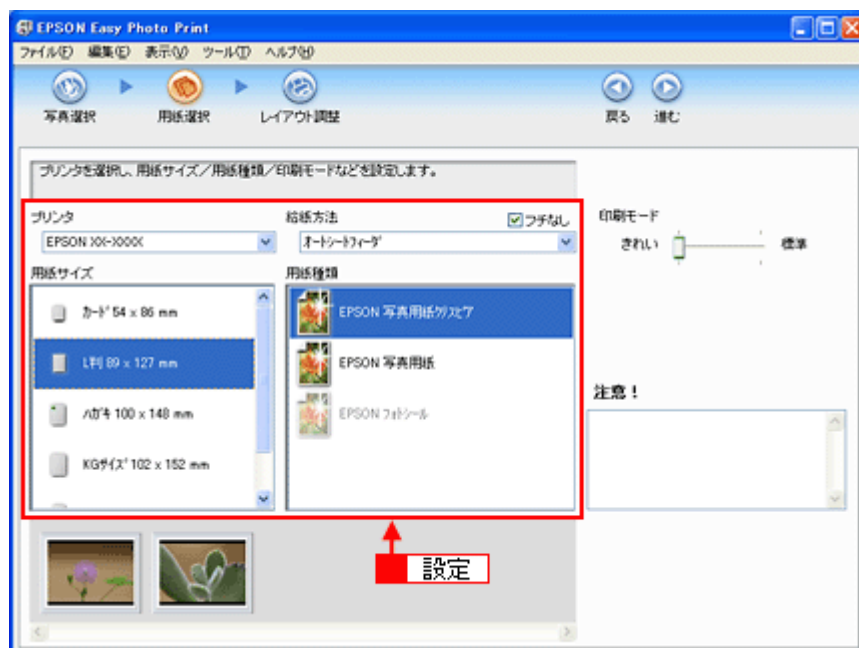 EPSON Easy Photo Print
ファイル(F) 編集(E) 表示(V) ツール(T) ヘルプ(H)
写真選択 用紙選択 レイアウト調整 戻る 進む
プリンタを選択し、用紙サイズ/用紙種類/印刷モードなどを設定します。
プリンタ 給紙方法 フチなし 印刷モード
EPSON XX-XXXX オートシートフィーダ きれい 標準
用紙サイズ 用紙種類
カード 54 x 86 mm EPSON 写真用紙クリスピア
L判 89 x 127 mm EPSON 写真用紙
注意!
ハガキ 100 x 148 mm EPSON フォトシール
KGサイズ 102 x 152 mm
設定